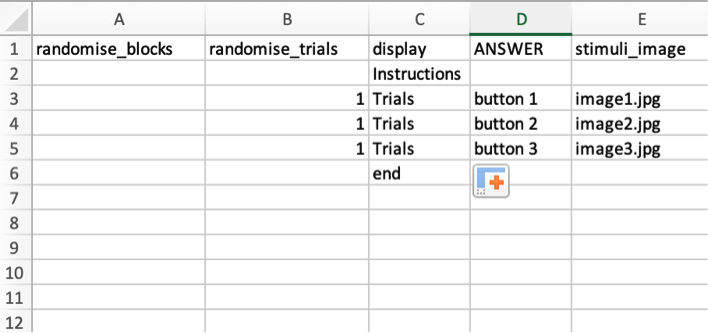 A B C D E
1 randomise_blocks randomise_trials display ANSWER stimuli_image
2 Instructions
3 1 Trials button 1 image1.jpg
4 1 Trials button 2 image2.jpg
5 1 Trials button 3 image3.jpg
6 end
7
8
9
10
11
12